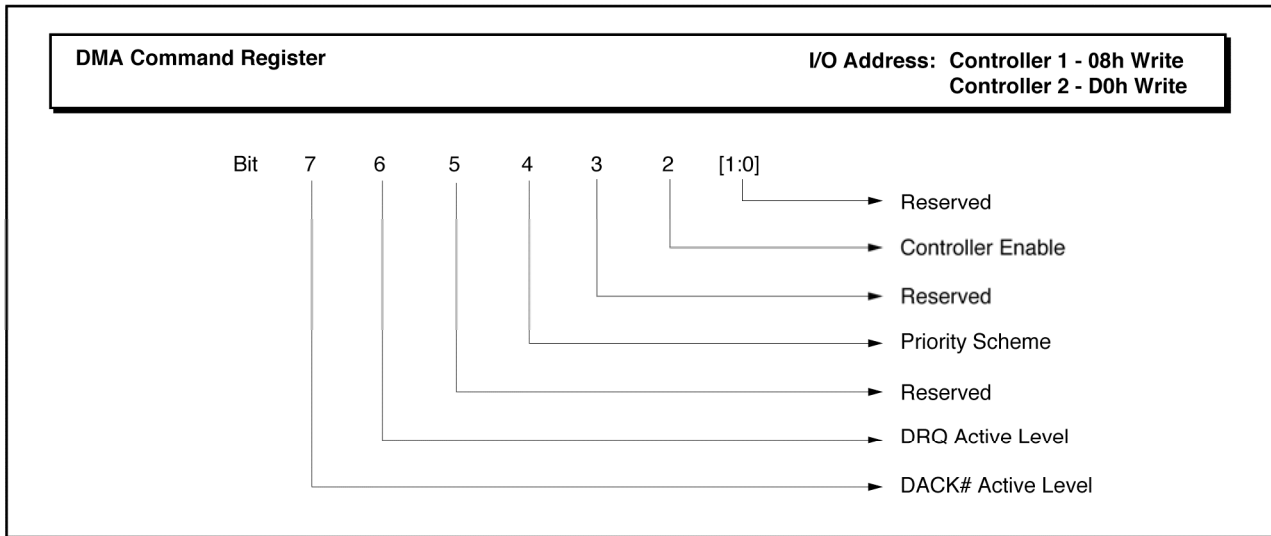 DMA Command Register
I/O Address: Controller 1 - 08h Write
Controller 2 - D0h Write
Bit 7 6 5 4 3 2 [1:0]
Reserved
Controller Enable
Reserved
Priority Scheme
Reserved
DRQ Active Level
DACK# Active Level